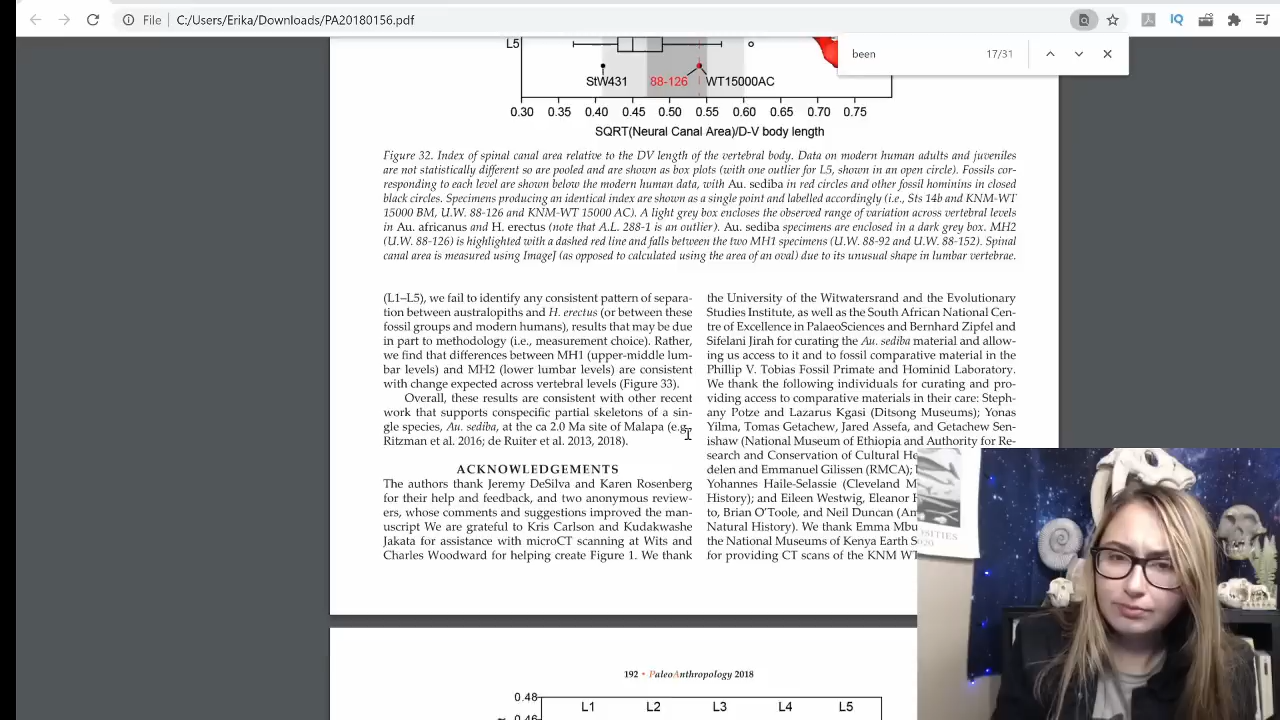 File
C:/Users/Erika/Downloads/PA20180156.pdf
IQ
been
17/31
L5
StW431
88-126
WT15000AC
0.30 0.35 0.40 0.45 0.50 0.55 0.60 0.65 0.70 0.75
SQRT(Neural Canal Area)/D-V body length
Figure 32. Index of spinal canal area relative to the DV length of the vertebral body. Data on modern human adults and juveniles
are not statistically different so are pooled and are shown as box plots (with one outlier for L5, shown in an open circle). Fossils cor-
responding to each level are shown below the modern human data, with Au. sediba in red circles and other fossil hominins in closed
black circles. Specimens producing an identical index are shown as a single point and labelled accordingly (i.e., Sts 14b and KNM-WT
15000 BM, U.W. 88-126 and KNM-WT 15000 AC). A light grey box encloses the observed range of variation across vertebral levels
in Au. africanus and H. erectus (note that A.L. 288-1 is an outlier). Au. sediba specimens are enclosed in a dark grey box. MH2
(U.W. 88-126) is highlighted with a dashed red line and falls between the two MH1 specimens (U.W. 88-92 and U.W. 88-152). Spinal
canal area is measured using ImageJ (as opposed to calculated using the area of an oval) due to its unusual shape in lumbar vertebrae.
(L1–L5), we fail to identify any consistent pattern of separa-
tion between australopiths and H. erectus (or between these
fossil groups and modern humans), results that may be due
in part to methodology (i.e., measurement choice). Rather,
we find that differences between MH1 (upper-middle lum-
bar levels) and MH2 (lower lumbar levels) are consistent
with change expected across vertebral levels (Figure 33).
Overall, these results are consistent with other recent
work that supports conspecific partial skeletons of a sin-
gle species, Au. sediba, at the ca 2.0 Ma site of Malapa (e.g.,
Ritzman et al. 2016; de Ruiter et al. 2013, 2018).
ACKNOWLEDGEMENTS
The authors thank Jeremy DeSilva and Karen Rosenberg
for their help and feedback, and two anonymous review-
ers, whose comments and suggestions improved the man-
uscript We are grateful to Kris Carlson and Kudakwashe
Jakata for assistance with microCT scanning at Wits and
Charles Woodward for helping create Figure 1. We thank
the University of the Witwatersrand and the Evolutionary
Studies Institute, as well as the South African National Cen-
tre of Excellence in PalaeoSciences and Bernhard Zipfel and
Sifelani Jirah for curating the Au. sediba material and allow-
ing us access to it and to fossil comparative material in the
Phillip V. Tobias Fossil Primate and Hominid Laboratory.
We thank the following individuals for curating and pro-
viding access to comparative materials in their care: Steph-
any Potze and Lazarus Kgasi (Ditsong Museums); Yonas
Yilma, Tomas Getachew, Jared Assefa, and Getachew Sen-
ishaw (National Museum of Ethiopia and Authority for Re-
search and Conservation of Cultural He
delen and Emmanuel Gilissen (RMCA);
Yohannes Haile-Selassie (Cleveland M
History); and Eileen Westwig, Eleanor
to, Brian O'Toole, and Neil Duncan (Am
Natural History). We thank Emma Mbu
the National Museums of Kenya Earth S
for providing CT scans of the KNM WT
OSITIES
192 • PaleoAnthropology 2018
0.48
0.46
L1 L2 L3 L4 L5